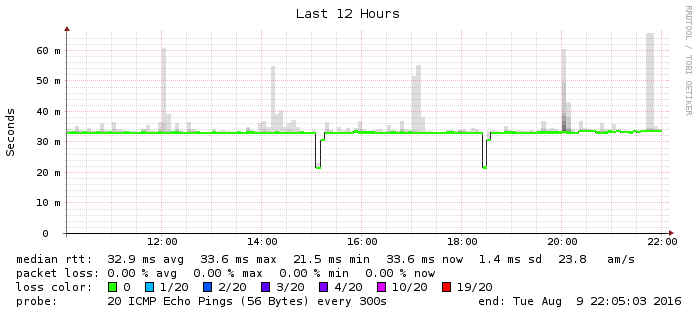 Last 12 Hours
RRDTOOL / TOBI OETIKER
Seconds
60 m
50 m
40 m
30 m
20 m
10 m
0
12:00 14:00 16:00 18:00 20:00 22:00
median rtt: 32.9 ms avg 33.6 ms max 21.5 ms min 33.6 ms now 1.4 ms sd 23.8 am/s
packet loss: 0.00 % avg 0.00 % max 0.00 % min 0.00 % now
loss color: 0 1/20 2/20 3/20 4/20 10/20 19/20
probe: 20 ICMP Echo Pings (56 Bytes) every 300s end: Tue Aug 9 22:05:03 2016